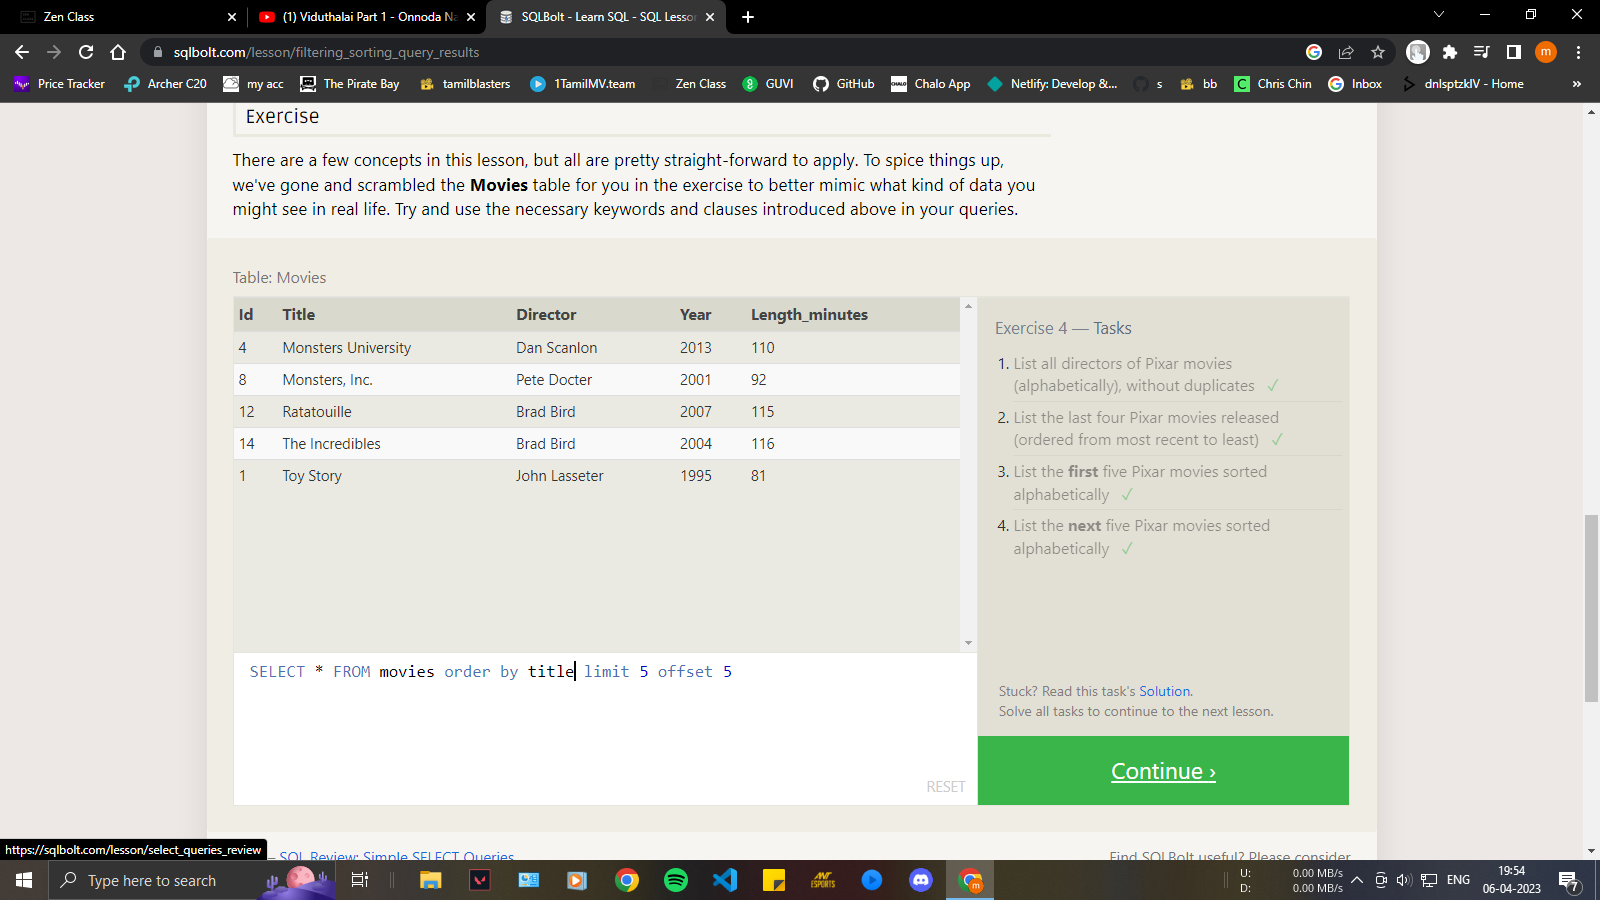 Zen Class
(1) Viduthalai Part 1 - Onnoda Na
SQLBolt - Learn SQL - SQL Lesson
sqlbolt.com/lesson/filtering_sorting_query_results
m
Price Tracker
Archer C20
my acc
The Pirate Bay
tamilblasters
1TamilMV.team
Zen Class
GUVI
GitHub
Chalo App
Netlify: Develop &...
s
bb
Chris Chin
Inbox
dnlsptzklV - Home
»
Exercise
There are a few concepts in this lesson, but all are pretty straight-forward to apply. To spice things up,
we've gone and scrambled the Movies table for you in the exercise to better mimic what kind of data you
might see in real life. Try and use the necessary keywords and clauses introduced above in your queries.
Table: Movies
Id Title Director Year Length_minutes
4 Monsters University Dan Scanlon 2013 110
8 Monsters, Inc. Pete Docter 2001 92
12 Ratatouille Brad Bird 2007 115
14 The Incredibles Brad Bird 2004 116
1 Toy Story John Lasseter 1995 81
SELECT * FROM movies order by title limit 5 offset 5
RESET
Exercise 4 — Tasks
1. List all directors of Pixar movies
(alphabetically), without duplicates ✓
2. List the last four Pixar movies released
(ordered from most recent to least) ✓
3. List the first five Pixar movies sorted
alphabetically ✓
4. List the next five Pixar movies sorted
alphabetically ✓
Stuck? Read this task's Solution.
Solve all tasks to continue to the next lesson.
Continue ›
https://sqlbolt.com/lesson/select_queries_review
– SQL Review: Simple SELECT Queries
Find SQLBolt useful? Please consider
Type here to search
ESPORTS
m
U: 0.00 MB/s
D: 0.00 MB/s
ENG
19:54
06-04-2023
7